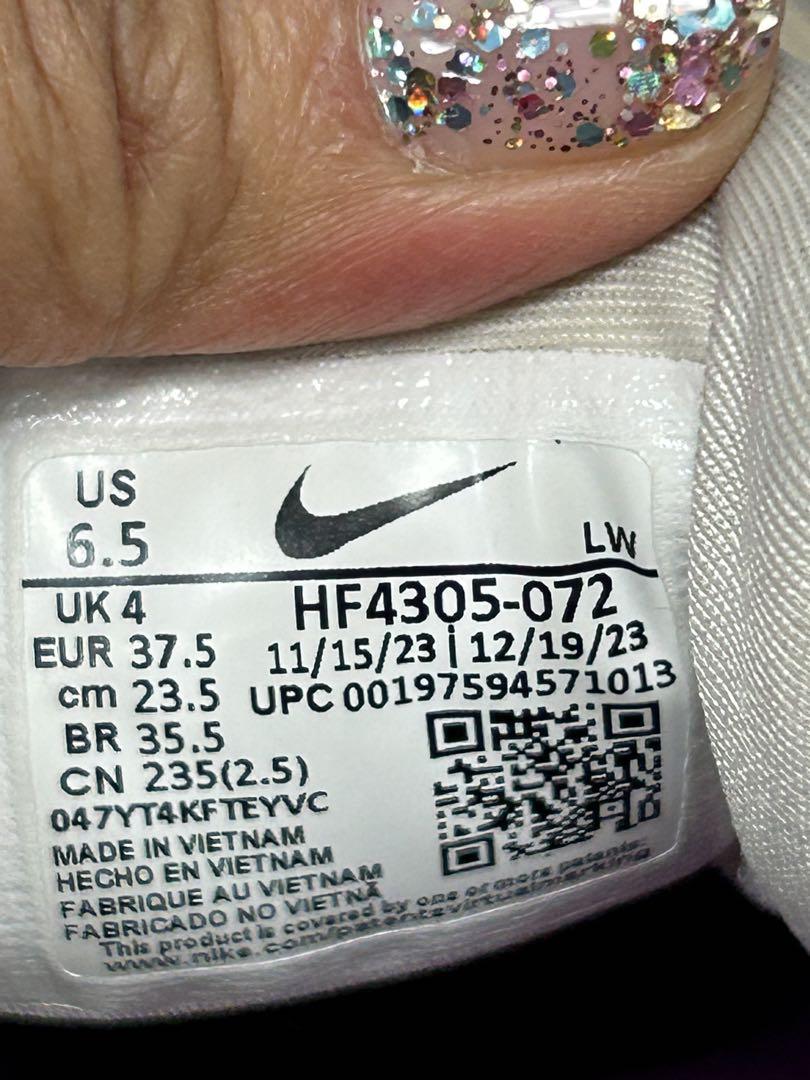 US
6.5
LW
UK 4
HF4305-072
EUR 37.5
11/15/23 | 12/19/23
cm 23.5
UPC 00197594571013
BR 35.5
CN 235(2.5)
047YT4KFTEYVC
MADE IN VIETNAM
HECHO EN VIETNAM
FABRIQUE AU VIETNAM
FABRICADO NO VIETNÃ
This product is covered by one or more patents.
www.nike.com/patentsvirtualmarking